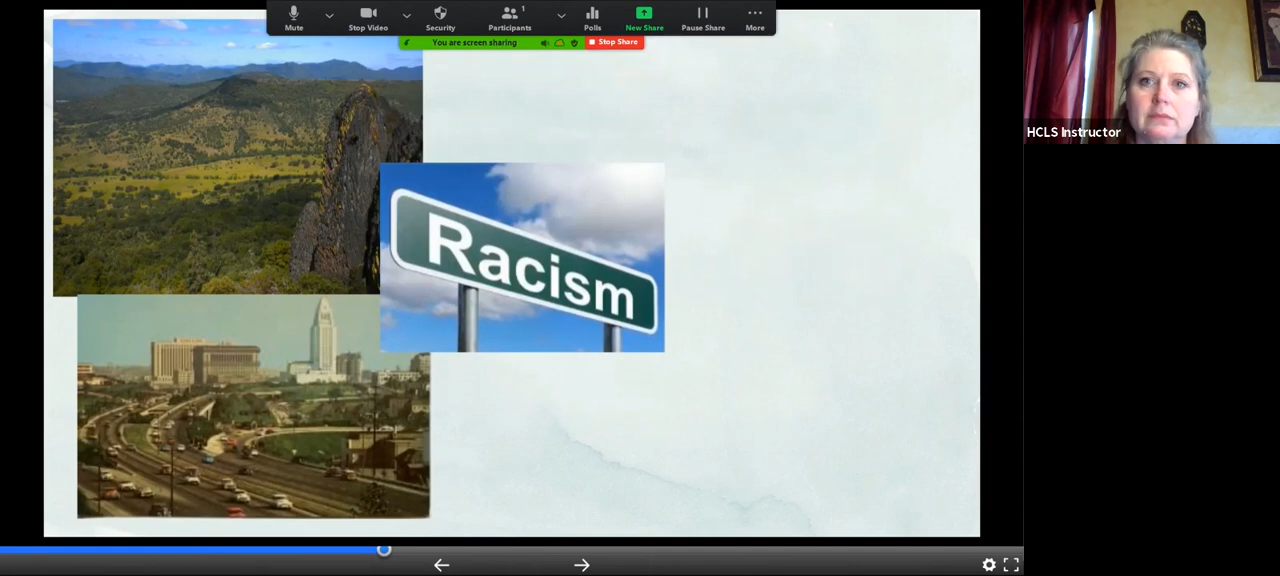 Mute
Stop Video
Security
Participants
1
Polls
New Share
Pause Share
More
You are screen sharing
Stop Share
HCLS Instructor
Racism